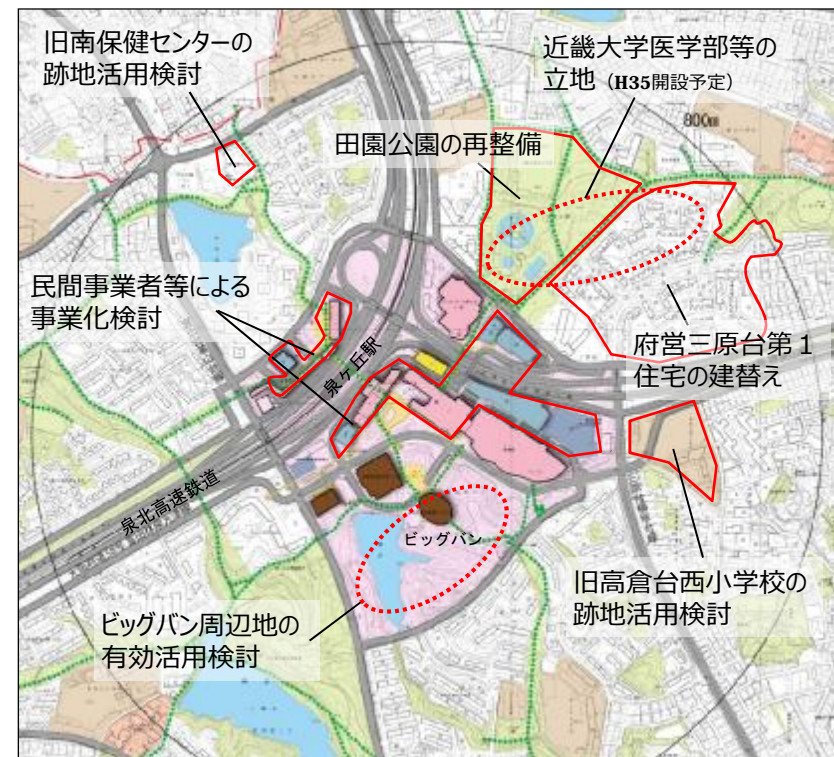 旧南保健センターの
跡地活用検討
近畿大学医学部等の
立地（H35開設予定）
800m
田園公園の再整備
民間事業者等による
事業化検討
泉ヶ丘駅
府営三原台第１
住宅の建替え
泉北高速鉄道
ビッグバン
旧高倉台西小学校の
跡地活用検討
ビッグバン周辺地の
有効活用検討